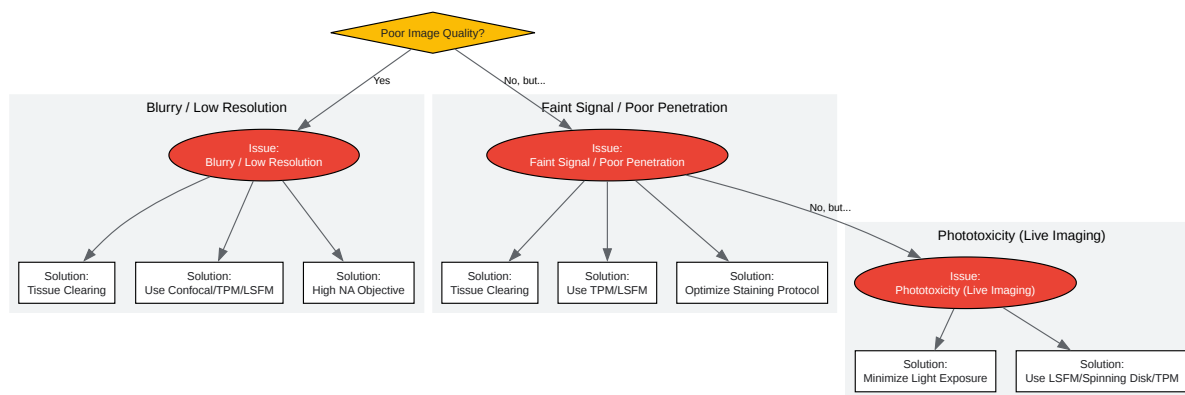 Poor Image Quality?
Yes
No, but...
Blurry / Low Resolution
Faint Signal / Poor Penetration
Issue:
Blurry / Low Resolution
Issue:
Faint Signal / Poor Penetration
No, but...
Phototoxicity (Live Imaging)
Solution:
Tissue Clearing
Solution:
Use Confocal/TPM/LSFM
Solution:
High NA Objective
Solution:
Tissue Clearing
Solution:
Use TPM/LSFM
Solution:
Optimize Staining Protocol
Issue:
Phototoxicity (Live Imaging)
Solution:
Minimize Light Exposure
Solution:
Use LSFM/Spinning Disk/TPM